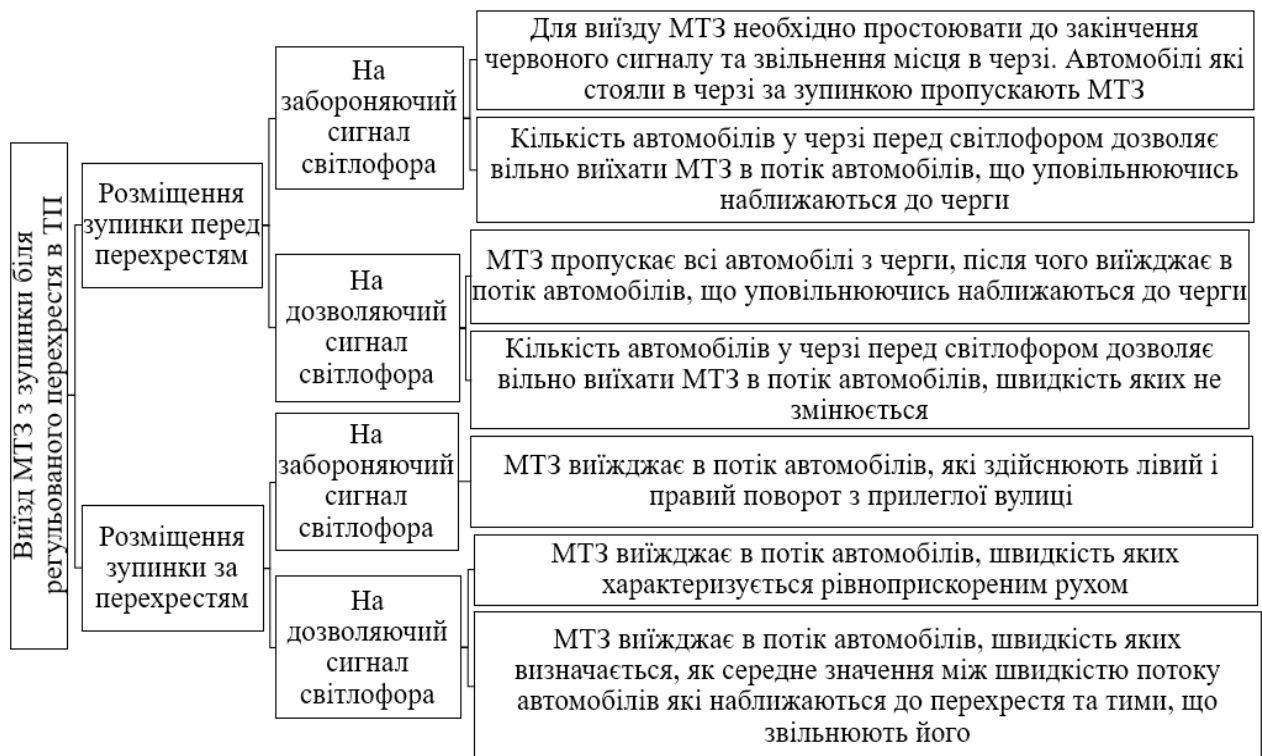 Виїзд МТЗ з зупинки біля
регульованого перехрестя в ТП
Розміщення
зупинки перед
перехрестям
На
забороняючий
сигнал
світлофора
Для виїзду МТЗ необхідно простоювати до закінчення
червоного сигналу та звільнення місця в черзі. Автомобілі які
стояли в черзі за зупинкою пропускають МТЗ
Кількість автомобілів у черзі перед світлофором дозволяє
вільно виїхати МТЗ в потік автомобілів, що уповільнюючись
наближаються до черги
На
дозволяючий
сигнал
світлофора
МТЗ пропускає всі автомобілі з черги, після чого виїжджає в
потік автомобілів, що уповільнюючись наближаються до черги
Кількість автомобілів у черзі перед світлофором дозволяє
вільно виїхати МТЗ в потік автомобілів, швидкість яких не
змінюється
Розміщення
зупинки за
перехрестям
На
забороняючий
сигнал
світлофора
МТЗ виїжджає в потік автомобілів, які здійснюють лівий і
правий поворот з прилеглої вулиці
На
дозволяючий
сигнал
світлофора
МТЗ виїжджає в потік автомобілів, швидкість яких
характеризується рівноприскореним рухом
МТЗ виїжджає в потік автомобілів, швидкість яких
визначається, як середне значення між швидкістю потоку
автомобілів які наближаються до перехрестя та тими, що
звільнюють його